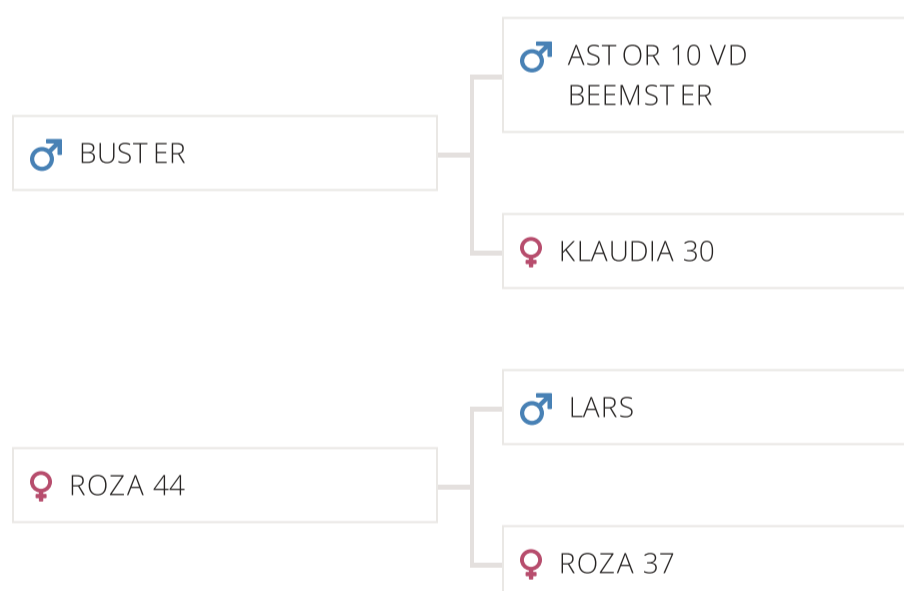 ASTOR 10 VD
BEEMSTER
BUSTER
KLAUDIA 30
LARS
ROZA 44
ROZA 37